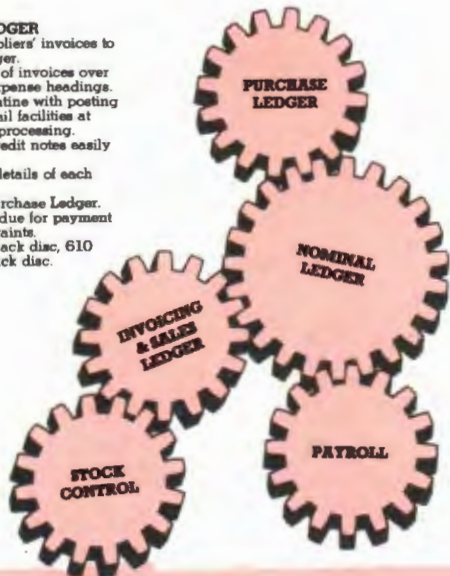 DGER
pliers' invoices to
ger.
of invoices over
pense headings.
ntine with posting
ail facilities at
processing.
edit notes easily
details of each
rchase Ledger.
due for payment
aints.
ack disc, 610
ck disc.
PURCHASE
LEDGER
NOMINAL
LEDGER
INVOICING
& SALES
LEDGER
PAYROLL
STOCK
CONTROL